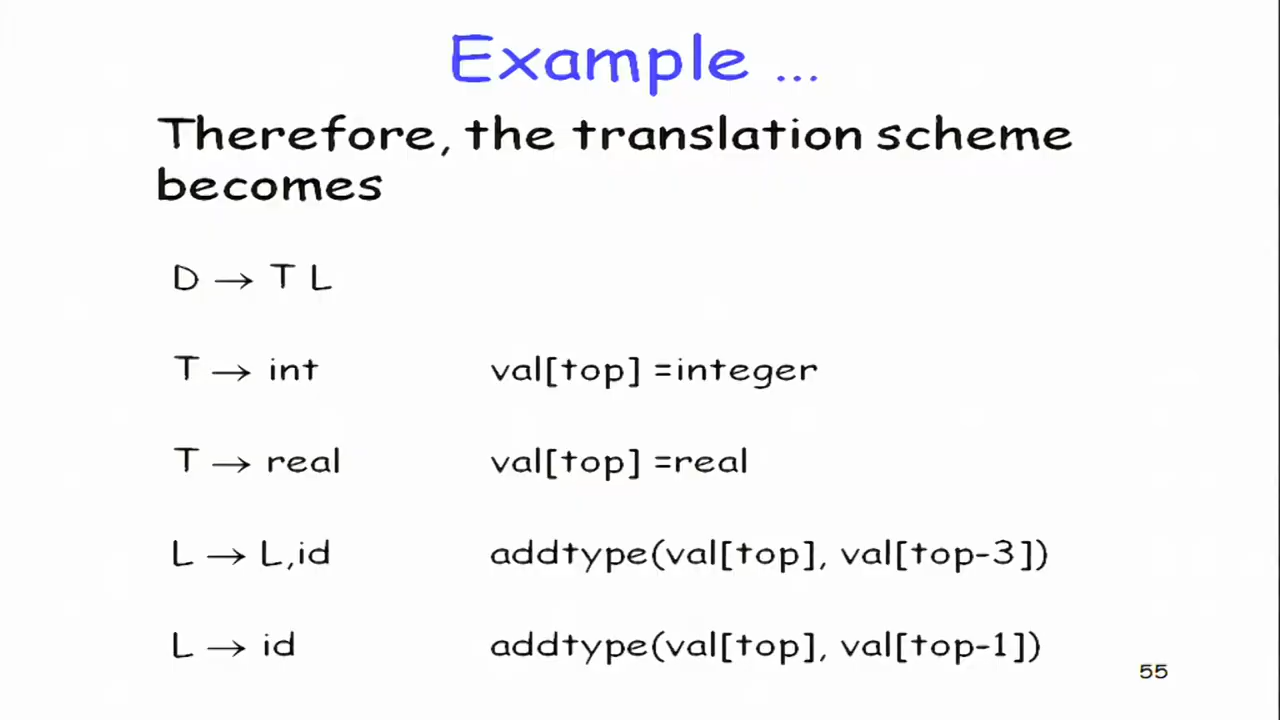 Example ...
Therefore, the translation scheme
becomes
D → T L
T → int val[top] =integer
T → real val[top] =real
L → L,id addtype(val[top], val[top-3])
L → id addtype(val[top], val[top-1])
55